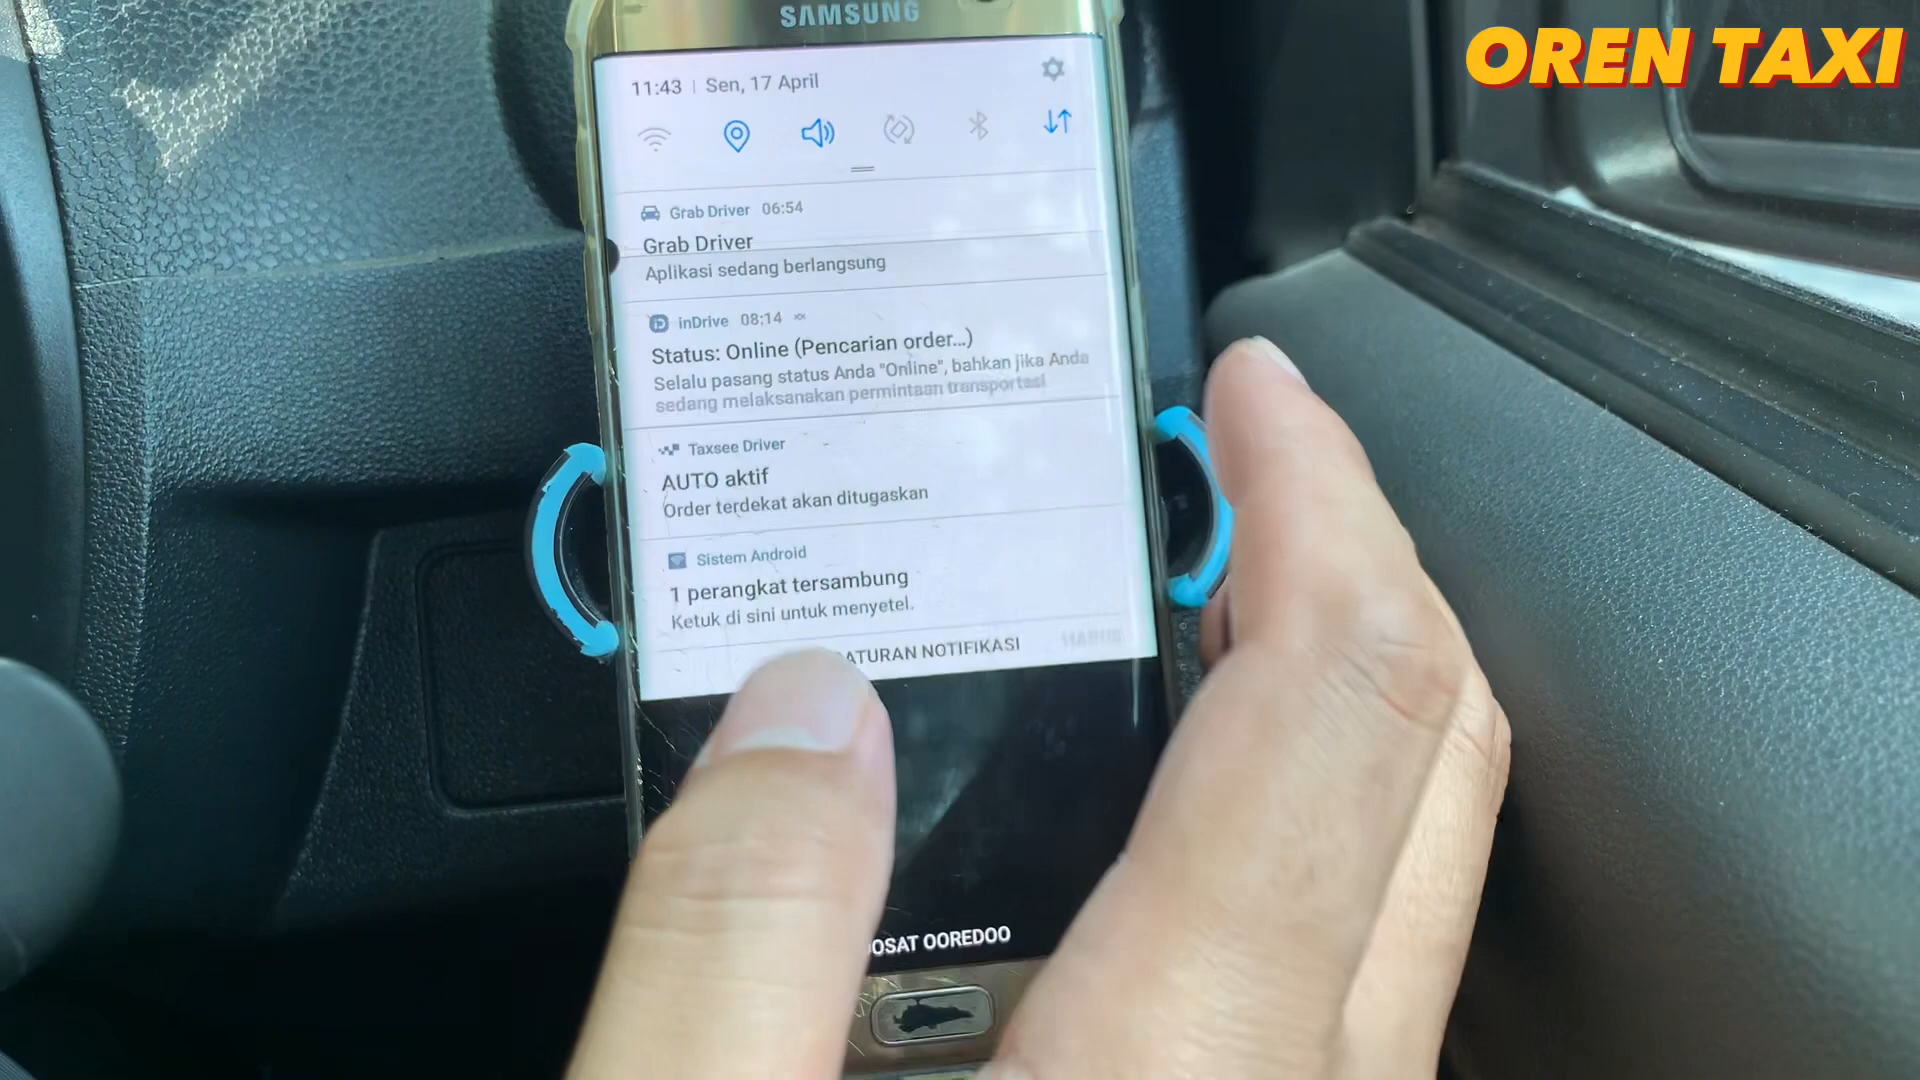 SAMSUNG
OREN TAXI
11:43 | Sen, 17 April
Grab Driver 06:54
Grab Driver
Aplikasi sedang berlangsung
inDrive 08:14
Status: Online (Pencarian order...)
Selalu pasang status Anda "Online", bahkan jika Anda
sedang melaksanakan permintaan transportasi
Taxsee Driver
AUTO aktif
Order terdekat akan ditugaskan
Sistem Android
1 perangkat tersambung
Ketuk di sini untuk menyetel.
ATURAN NOTIFIKASI
OSAT OOREDOO